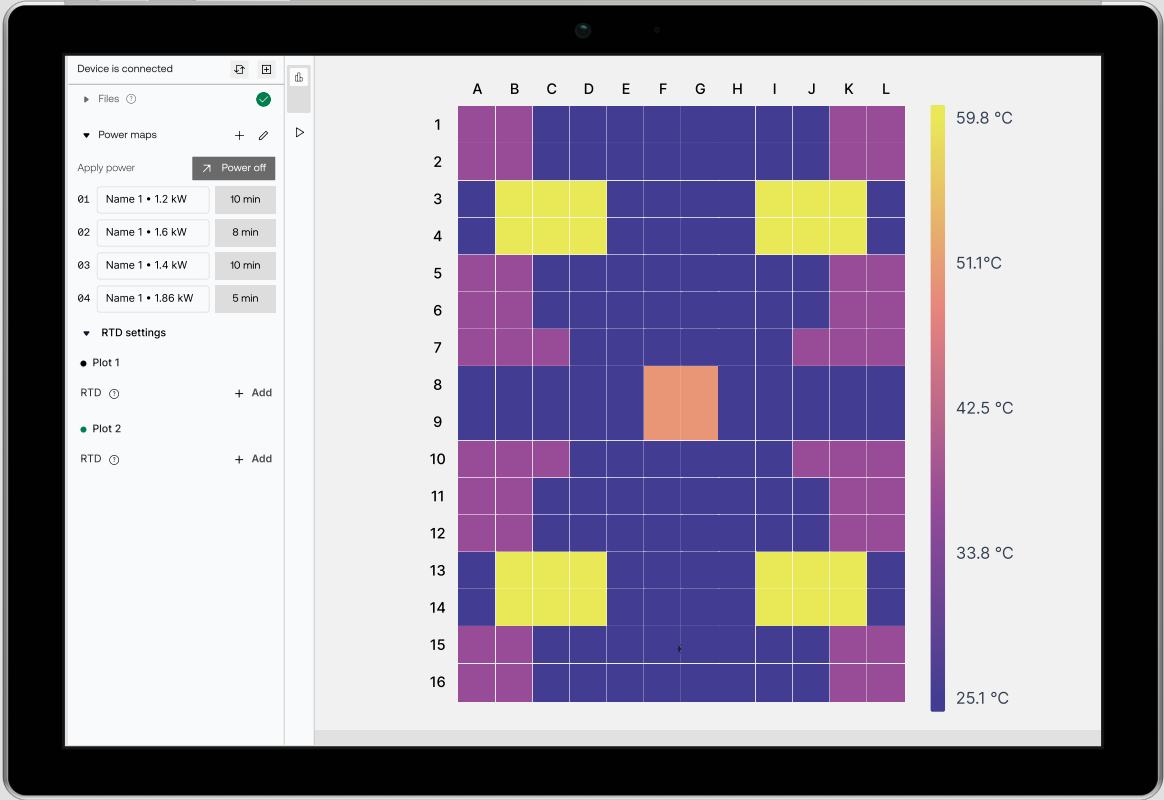 Device is connected
Files
Power maps
Apply power
Power off
01 Name 1 • 1.2 kW 10 min
02 Name 1 • 1.6 kW 8 min
03 Name 1 • 1.4 kW 10 min
04 Name 1 • 1.86 kW 5 min
RTD settings
Plot 1
RTD ? + Add
Plot 2
RTD ? + Add
A B C D E F G H I J K L
1
2
3
4
5
6
7
8
9
10
11
12
13
14
15
16
59.8 °C
51.1°C
42.5 °C
33.8 °C
25.1 °C